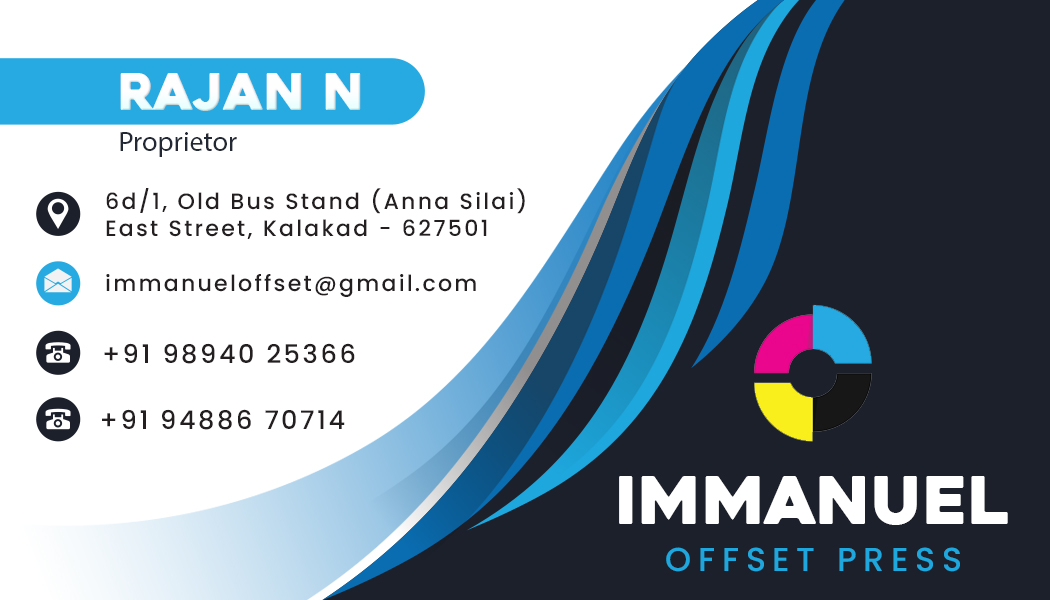 RAJAN N
Proprietor
6d/1, Old Bus Stand (Anna Silai)
East Street, Kalakad - 627501
immanueloffset@gmail.com
+91 98940 25366
+91 94886 70714
IMMANUEL
OFFSET PRESS